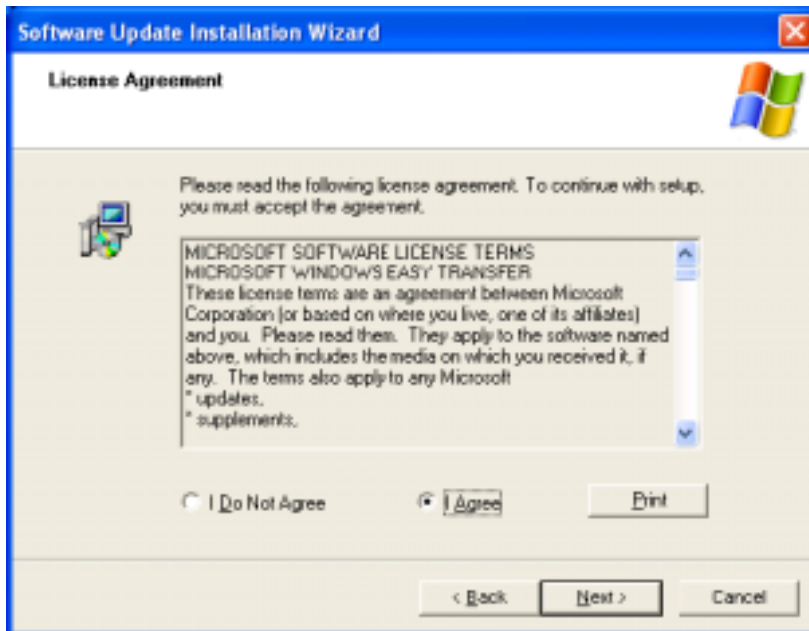 Software Update Installation Wizard
License Agreement
Please read the following license agreement. To continue with setup,
you must accept the agreement.
MICROSOFT SOFTWARE LICENSE TERMS
MICROSOFT WINDOWS EASY TRANSFER
These license terms are an agreement between Microsoft
Corporation (or based on where you live, one of its affiliates)
and you. Please read them. They apply to the software named
above, which includes the media on which you received it, if
any. The terms also apply to any Microsoft
* updates,
* supplements,
I Do Not Agree
I Agree
Print
< Back
Next >
Cancel